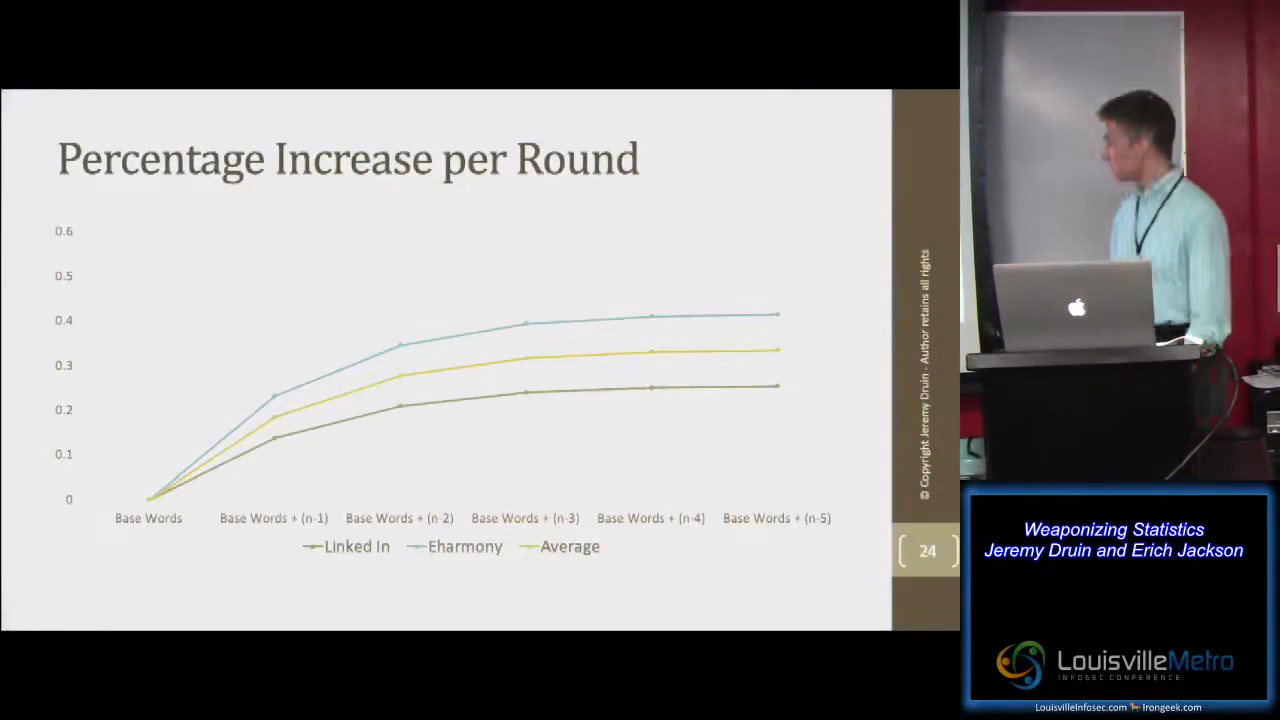 Percentage Increase per Round
0.6
0.5
0.4
0.3
0.2
0.1
0
Base Words Base Words + (n-1) Base Words + (n-2) Base Words + (n-3) Base Words + (n-4) Base Words + (n-5)
Linked In Eharmony Average
© Copyright Jeremy Druin - Author retains all rights
24
Weaponizing Statistics
Jeremy Druin and Erich Jackson
LouisvilleMetro
INFOSEC CONFERENCE
LouisvilleInfosec.com Irongeek.com